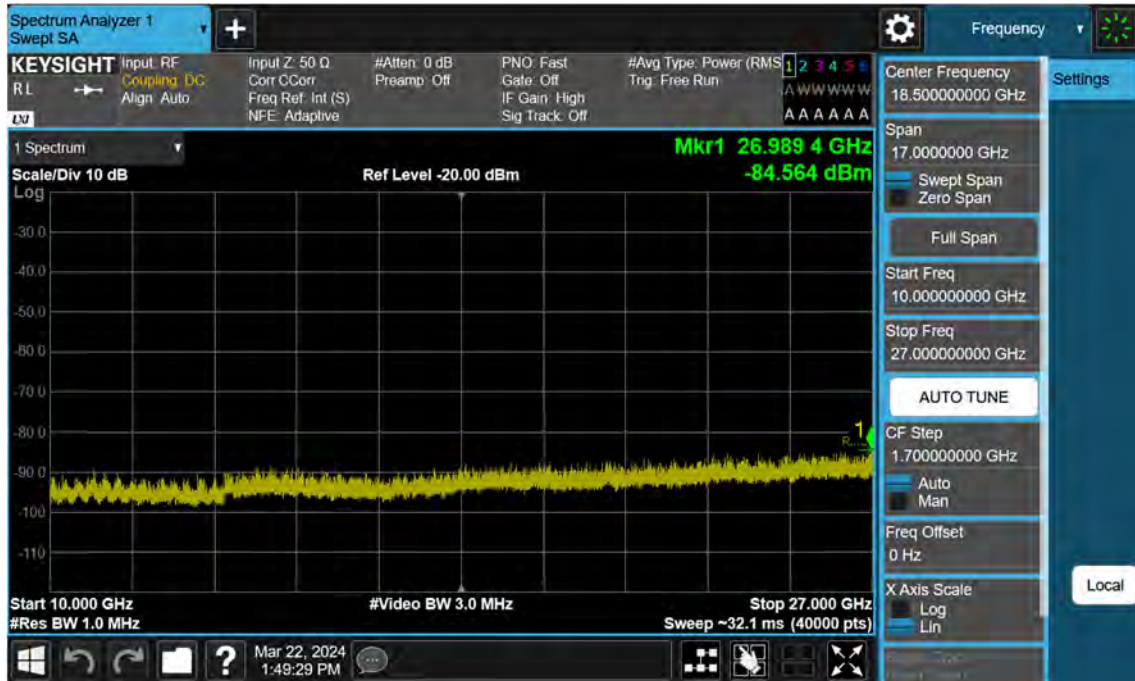 Spectrum Analyzer 1
Swept SA
+
Frequency
KEYSIGHT
RL
LXI
Input: RF
Coupling: DC
Align: Auto
Input Z: 50 Ω
Corr CCorr
Freq Ref: Int (S)
NFE: Adaptive
#Atten: 0 dB
Preamp: Off
PNO: Fast
Gate: Off
IF Gain: High
Sig Track: Off
#Avg Type: Power (RMS
Trig: Free Run
1 2 3 4 5 6
A W W W W W
A A A A A A
1 Spectrum
Mkr1 26.989 4 GHz
Scale/Div 10 dB
Ref Level -20.00 dBm
-84.564 dBm
Log
-30.0
-40.0
-50.0
-60.0
-70.0
-80.0
-90.0
-100
-110
1
Start 10.000 GHz
#Video BW 3.0 MHz
Stop 27.000 GHz
#Res BW 1.0 MHz
Sweep ~32.1 ms (40000 pts)
?
Mar 22, 2024
1:49:29 PM
Center Frequency
18.500000000 GHz
Span
17.0000000 GHz
Swept Span
Zero Span
Full Span
Start Freq
10.000000000 GHz
Stop Freq
27.000000000 GHz
AUTO TUNE
CF Step
1.700000000 GHz
Auto
Man
Freq Offset
0 Hz
X Axis Scale
Log
Lin
Settings
Local